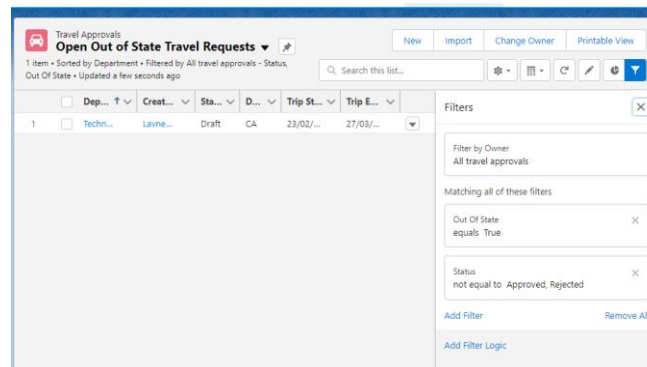 Travel Approvals
Open Out of State Travel Requests
New
Import
Change Owner
Printable View
1 item • Sorted by Department • Filtered by All travel approvals - Status,
Out Of State • Updated a few seconds ago
Search this list...
Dep...
Creat...
Sta...
D...
Trip St...
Trip E...
1
Techn...
Lavne...
Draft
CA
23/02/...
27/03/...
Filters
Filter by Owner
All travel approvals
Matching all of these filters
Out Of State
equals True
Status
not equal to Approved, Rejected
Add Filter
Remove Al
Add Filter Logic